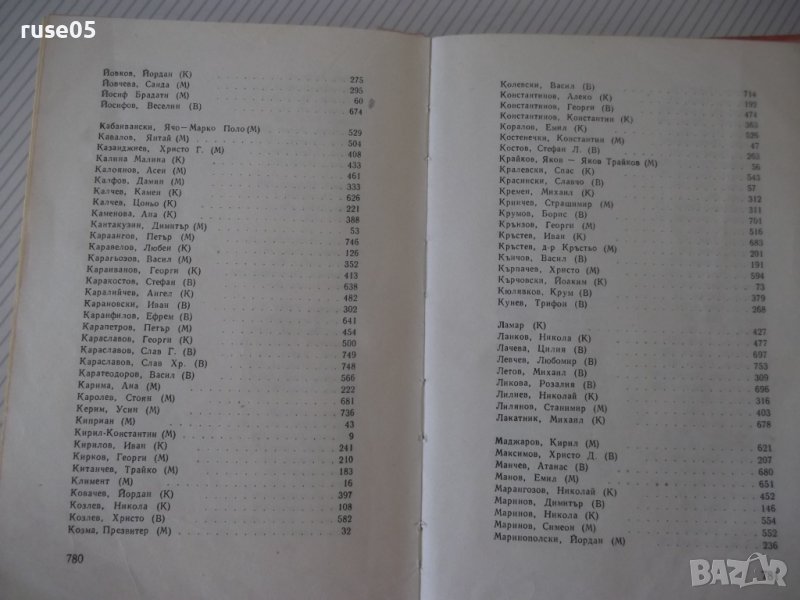 ruse05
Йовков, Йордан (К) 275
Йовчева, Санда (М) 295
Йосиф Брадати (М) 60
Йосифов, Веселин (В) 674
Кабаивански, Ячо-Марко Поло (М) 529
Кавалов, Янтай (М) 504
Казанджиев, Христо Г. (М) 408
Калина Малина (К) 433
Калоянов, Асен (М) 461
Калфов, Дамян (М) 333
Калчев, Камен (К) 626
Калчев, Цоньо (К) 221
Каменова, Ана (К) 388
Кантакузин, Димитър (М) 53
Караангов, Петър (М) 746
Каравелов, Любен (К) 126
Карагьозов, Васил (М) 352
Караиванов, Георги (К) 413
Каракостов, Стефан (В) 638
Каралийчев, Ангел (К) 482
Карановски, Иван (В) 302
Каранфилов, Ефрем (В) 641
Карапетров, Петър (М) 454
Караславов, Георги (К) 500
Караславов, Слав Г. (В) 749
Караславов, Слав Хр. (В) 748
Каратеодоров, Васил (В) 566
Карима, Ана (М) 222
Каролев, Стоян (М) 681
Керим, Усин (М) 736
Киприан (М) 43
Кирил-Константин (М) 9
Кирилов, Иван (К) 241
Кирков, Георги (М) 210
Китанчев, Трайко (М) 183
Климент (М) 16
Ковачев, Йордан (К) 397
Козлев, Никола (К) 108
Козлев, Христо (В) 582
Козма, Презвитер (М) 32
780
Колевски, Васил (В) 714
Константинов, Алеко (К) 192
Константинов, Георги (В) 474
Константинов, Константин (К) 363
Коралов, Емил (К) 526
Костенечки, Константин (М) 47
Костов, Стефан Л. (В) 263
Крайков, Яков — Яков Трайков (М) 56
Кралевски, Спас (К) 543
Красински, Славчо (В) 57
Кремен, Михаил (К) 312
Кринчев, Страшимир (М) 311
Крумов, Борис (В) 701
Крънзов, Георги (М) 516
Кръстев, Иван (К) 683
Кръстев, д-р Кръстьо (М) 201
Кънчов, Васил (В) 191
Кърпачев, Христо (М) 594
Кърчовски, Йоаким (К) 73
Кюлявков, Крум (В) 379
Кунев, Трифон (В) 268
Ламар (К) 427
Ланков, Никола (К) 477
Лачева, Цилия (В) 697
Левчев, Любомир (В) 753
Летов, Михаил (В) 309
Ликова, Розалия (В) 696
Лилиев, Николай (К) 316
Лилянов, Станимир (М) 403
Лакатник, Михаил (К) 678
Маджаров, Кирил (М) 621
Максимов, Христо Д. (В) 207
Манчев, Атанас (В) 680
Манов, Емил (М) 651
Марангозов, Николай (К) 452
Маринов, Димитър (В) 146
Маринов, Никола (К) 554
Маринов, Симеон (М) 552
Маринополски, Йордан (М) 236
BAZAR